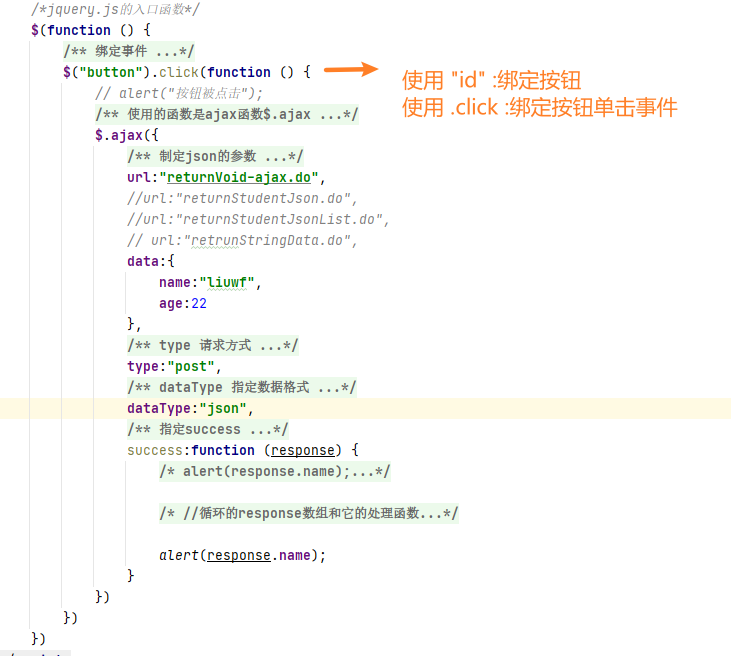 /*jquery.js的入口函数*/
$(function () {
/** 绑定事件 ...*/
$("button").click(function () {
使用 "id" :绑定按钮
使用 .click :绑定按钮单击事件
// alert("按钮被点击");
/** 使用的函数是ajax函数$.ajax ...*/
$.ajax({
/** 制定json的参数 ...*/
url:"returnVoid-ajax.do",
//url:"returnStudentJson.do",
//url:"returnStudentJsonList.do",
// url:"retrunStringData.do",
data:{
name:"liuwf",
age:22
},
/** type 请求方式 ...*/
type:"post",
/** dataType 指定数据格式 ...*/
dataType:"json",
/** 指定success ...*/
success:function (response) {
/* alert(response.name);...*/
/* //循环的response数组和它的处理函数...*/
alert(response.name);
}
})
})
})